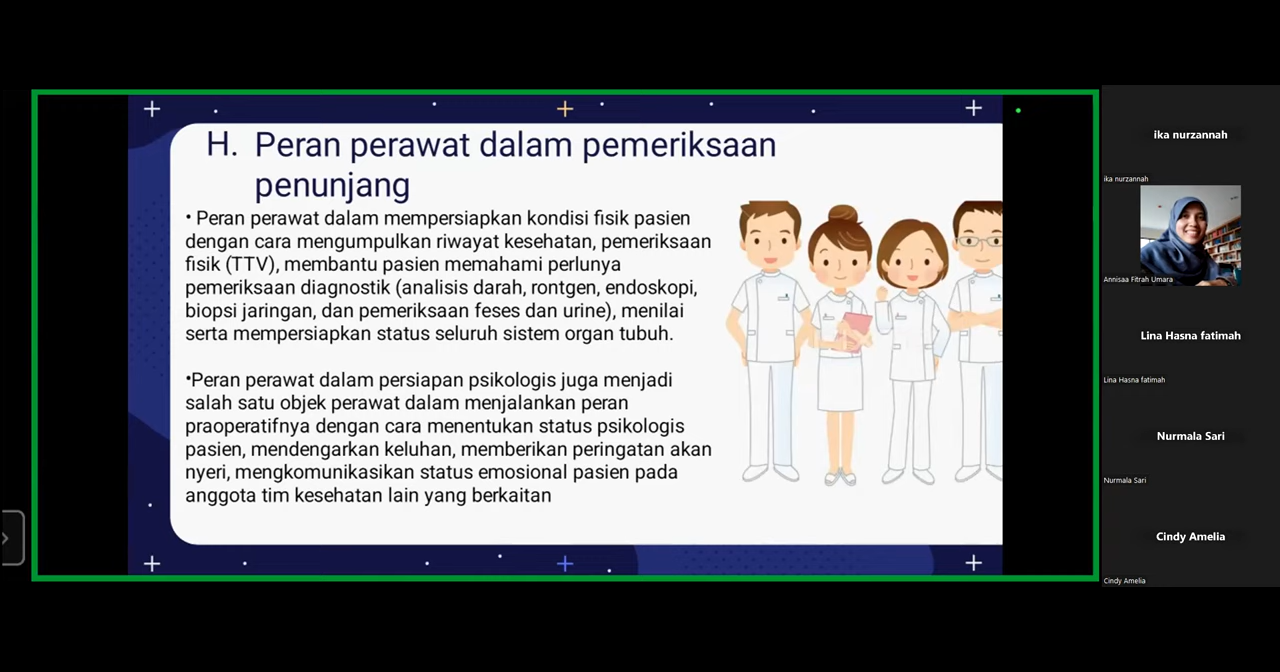 H. Peran perawat dalam pemeriksaan
penunjang
• Peran perawat dalam mempersiapkan kondisi fisik pasien
dengan cara mengumpulkan riwayat kesehatan, pemeriksaan
fisik (TTV), membantu pasien memahami perlunya
pemeriksaan diagnostik (analisis darah, rontgen, endoskopi,
biopsi jaringan, dan pemeriksaan feses dan urine), menilai
serta mempersiapkan status seluruh sistem organ tubuh.
•Peran perawat dalam persiapan psikologis juga menjadi
salah satu objek perawat dalam menjalankan peran
praoperatifnya dengan cara menentukan status psikologis
pasien, mendengarkan keluhan, memberikan peringatan akan
nyeri, mengkomunikasikan status emosional pasien pada
anggota tim kesehatan lain yang berkaitan
ika nurzannah
ika nurzannah
Annisaa Fitrah Umara
Lina Hasna fatimah
Lina Hasna fatimah
Nurmala Sari
Nurmala Sari
Cindy Amelia
Cindy Amelia